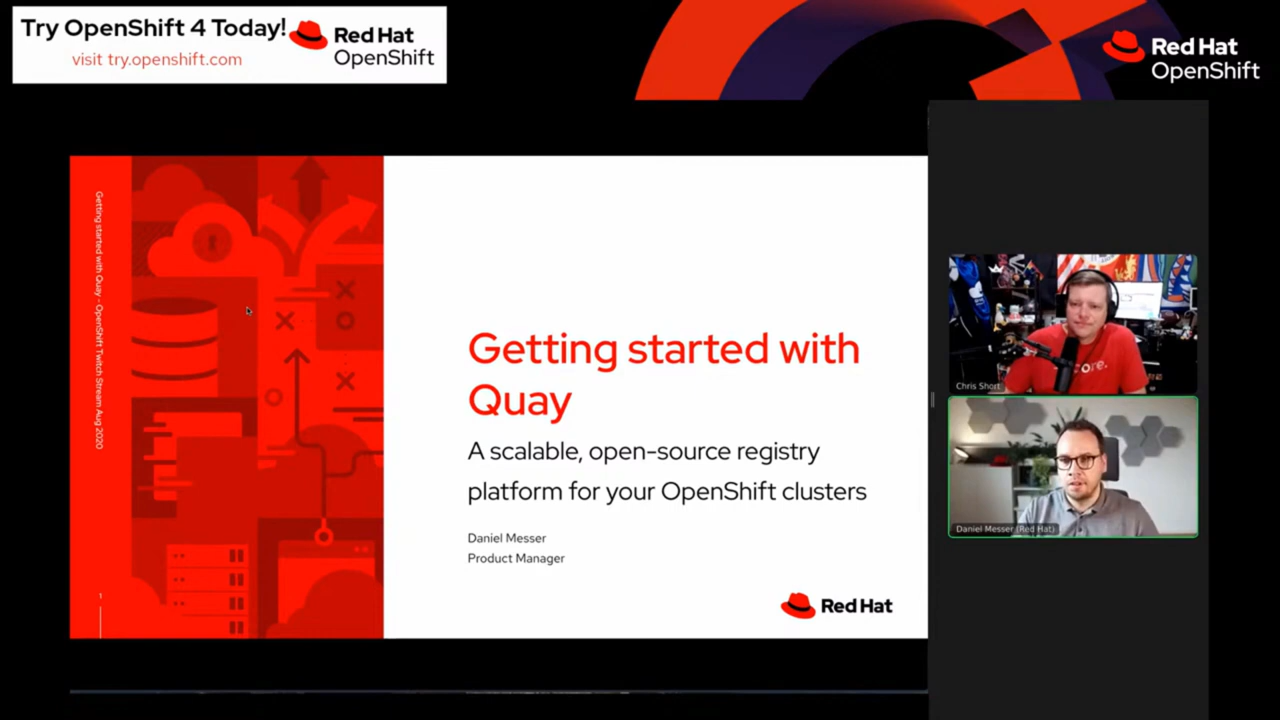 Try OpenShift 4 Today!
visit try.openshift.com
Red Hat
OpenShift
Red Hat
OpenShift
Getting started with Quay - OpenShift Twitch Stream Aug 2020
1
Getting started with
Quay
A scalable, open-source registry
platform for your OpenShift clusters
Daniel Messer
Product Manager
Red Hat
core.
Chris Short
Daniel Messer (Red Hat)